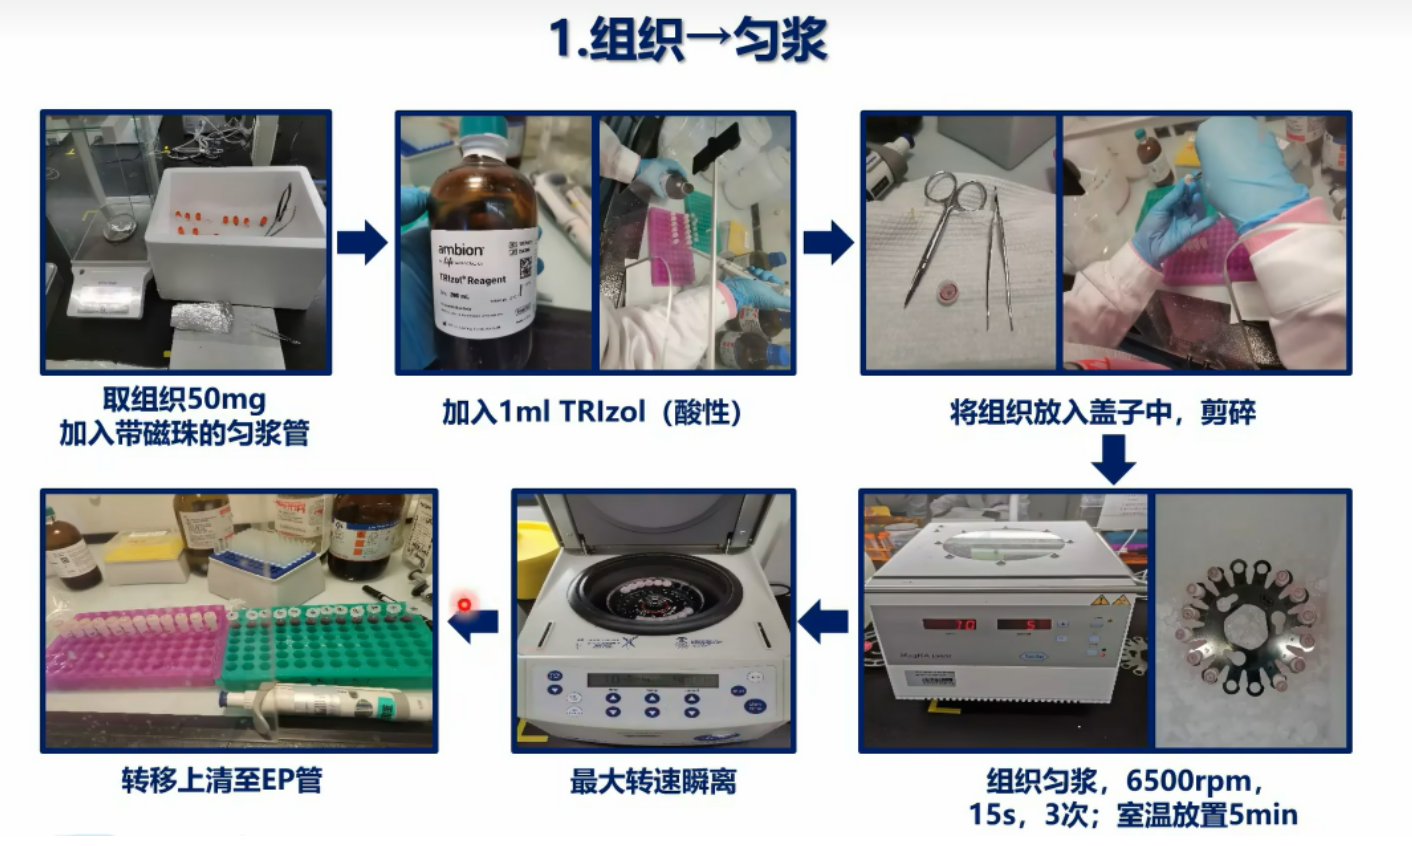 1.组织→匀浆
取组织50mg
加入带磁珠的匀浆管
ambion
TRIzol® Reagent
加入1ml TRIzol（酸性）
将组织放入盖子中，剪碎
转移上清至EP管
最大转速瞬离
组织匀浆，6500rpm，
15s，3次；室温放置5min